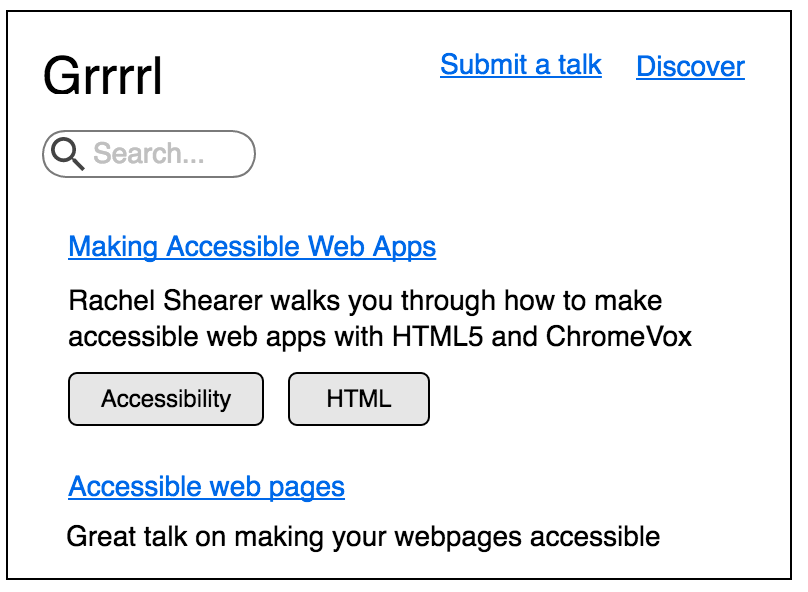 Grrrrl
Submit a talk
Discover
Search...
Making Accessible Web Apps
Rachel Shearer walks you through how to make
accessible web apps with HTML5 and ChromeVox
Accessibility
HTML
Accessible web pages
Great talk on making your webpages accessible